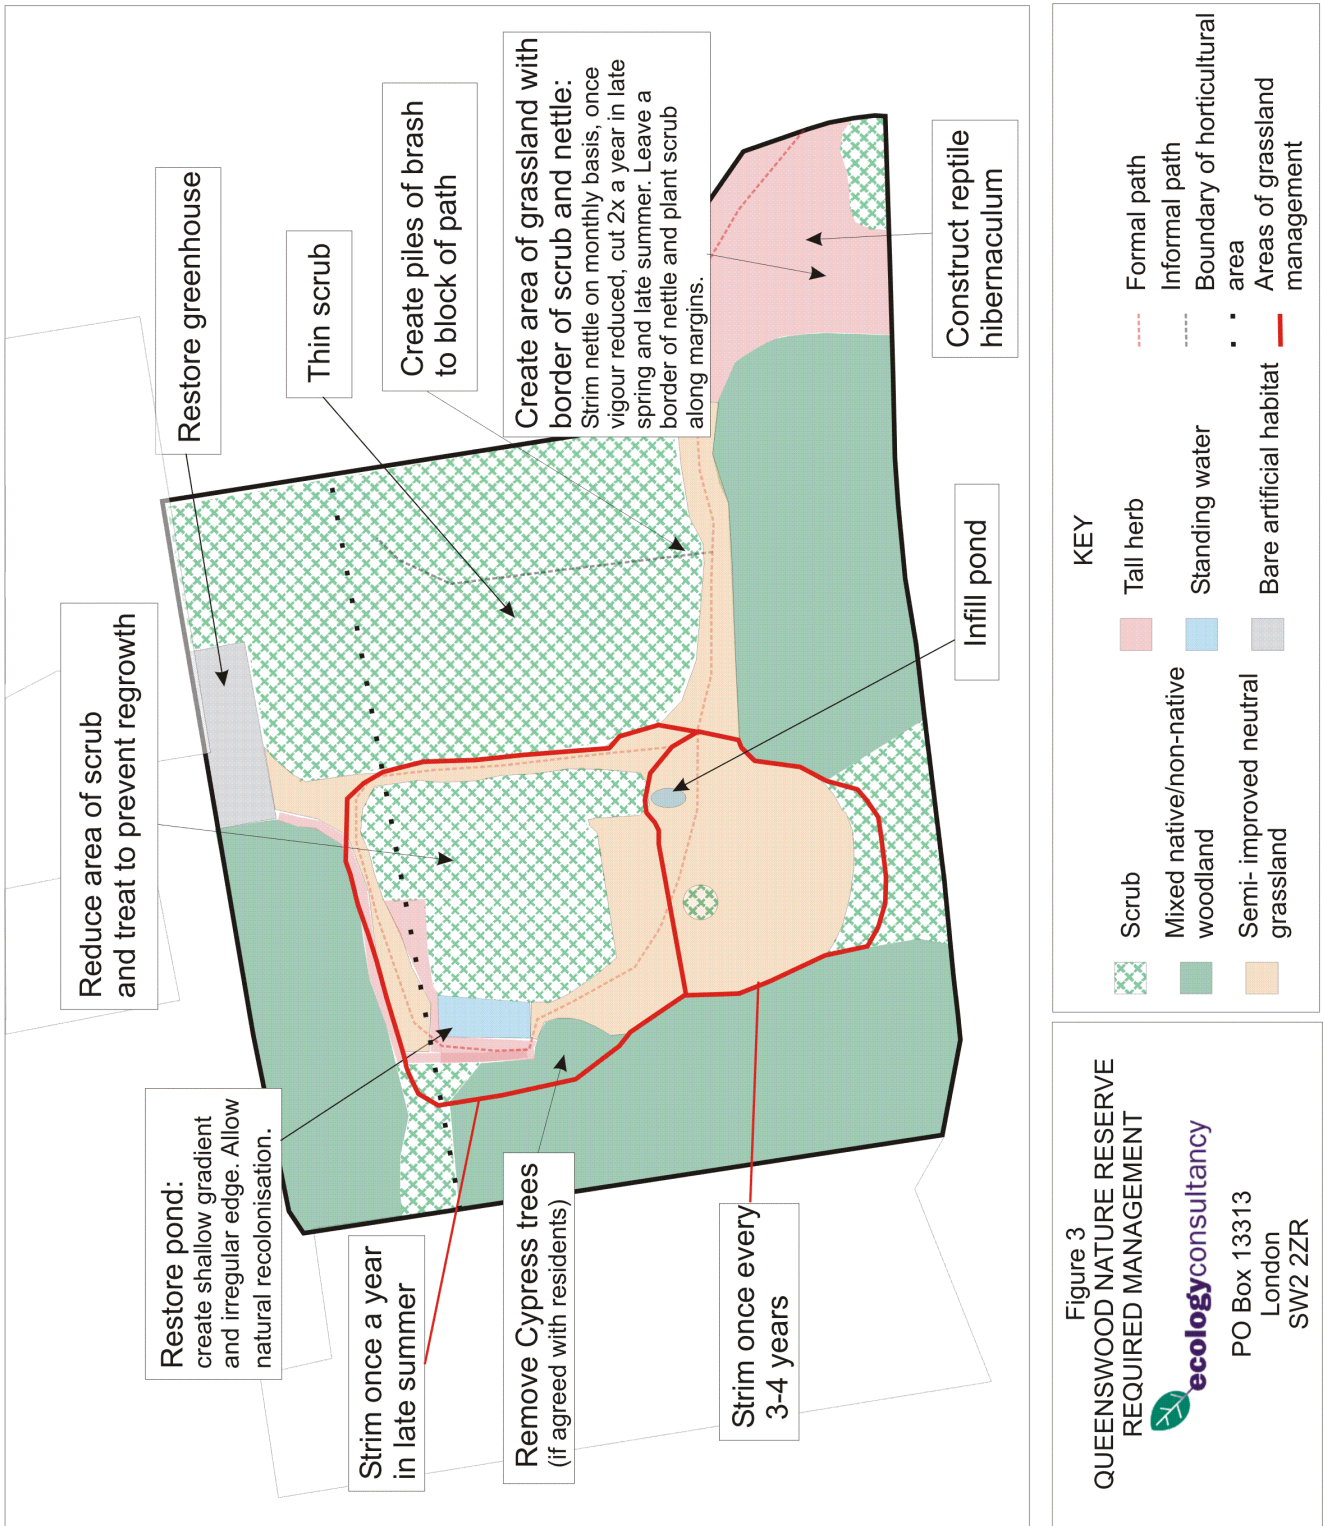 Restore pond:
create shallow gradient
and irregular edge. Allow
natural recolonisation.
Reduce area of scrub
and treat to prevent regrowth
Restore greenhouse
Thin scrub
Create piles of brash
to block of path
Create area of grassland with
border of scrub and nettle:
Strim nettle on monthly basis, once
vigour reduced, cut 2x a year in late
spring and late summer. Leave a
border of nettle and plant scrub
along margins.
Strim once a year
in late summer
Remove Cypress trees
(if agreed with residents)
Strim once every
3-4 years
Infill pond
Construct reptile
hibernaculum
Figure 3
QUEENSWOOD NATURE RESERVE
REQUIRED MANAGEMENT
ecologyconsultancy
PO Box 13313
London
SW2 2ZR
KEY
Scrub
Mixed native/non-native
woodland
Semi- improved neutral
grassland
Tall herb
Standing water
Bare artificial habitat
Formal path
Informal path
Boundary of horticultural
area
Areas of grassland
management